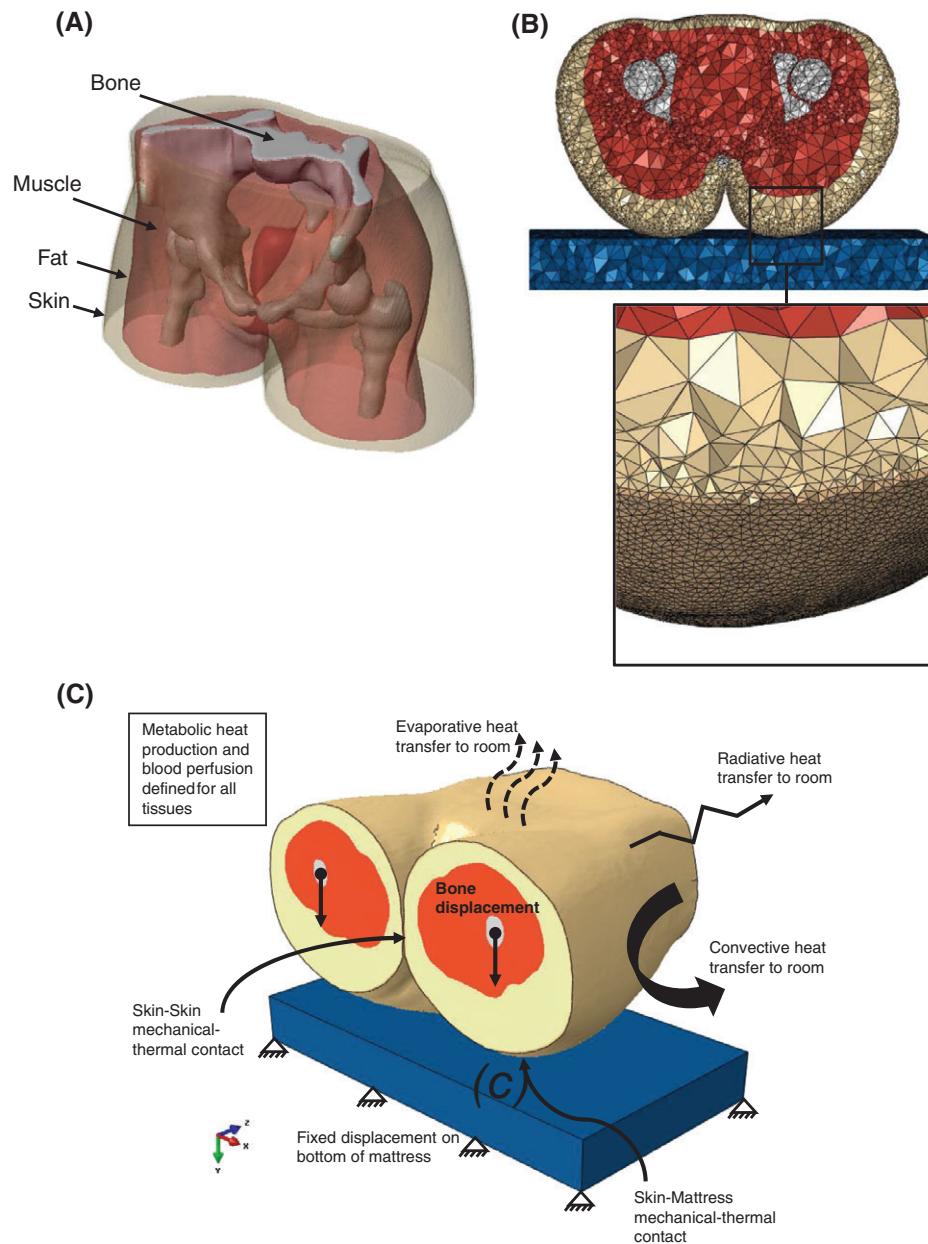 (A)
Bone
Muscle
Fat
Skin
(B)
(C)
Metabolic heat
production and
blood perfusion
defined for all
tissues
Evaporative heat
transfer to room
Radiative heat
transfer to room
Bone
displacement
Convective heat
transfer to room
Skin-Skin
mechanical-
thermal contact
(C)
Fixed displacement on
bottom of mattress
Skin-Mattress
mechanical-thermal
contact
Z
X
Y